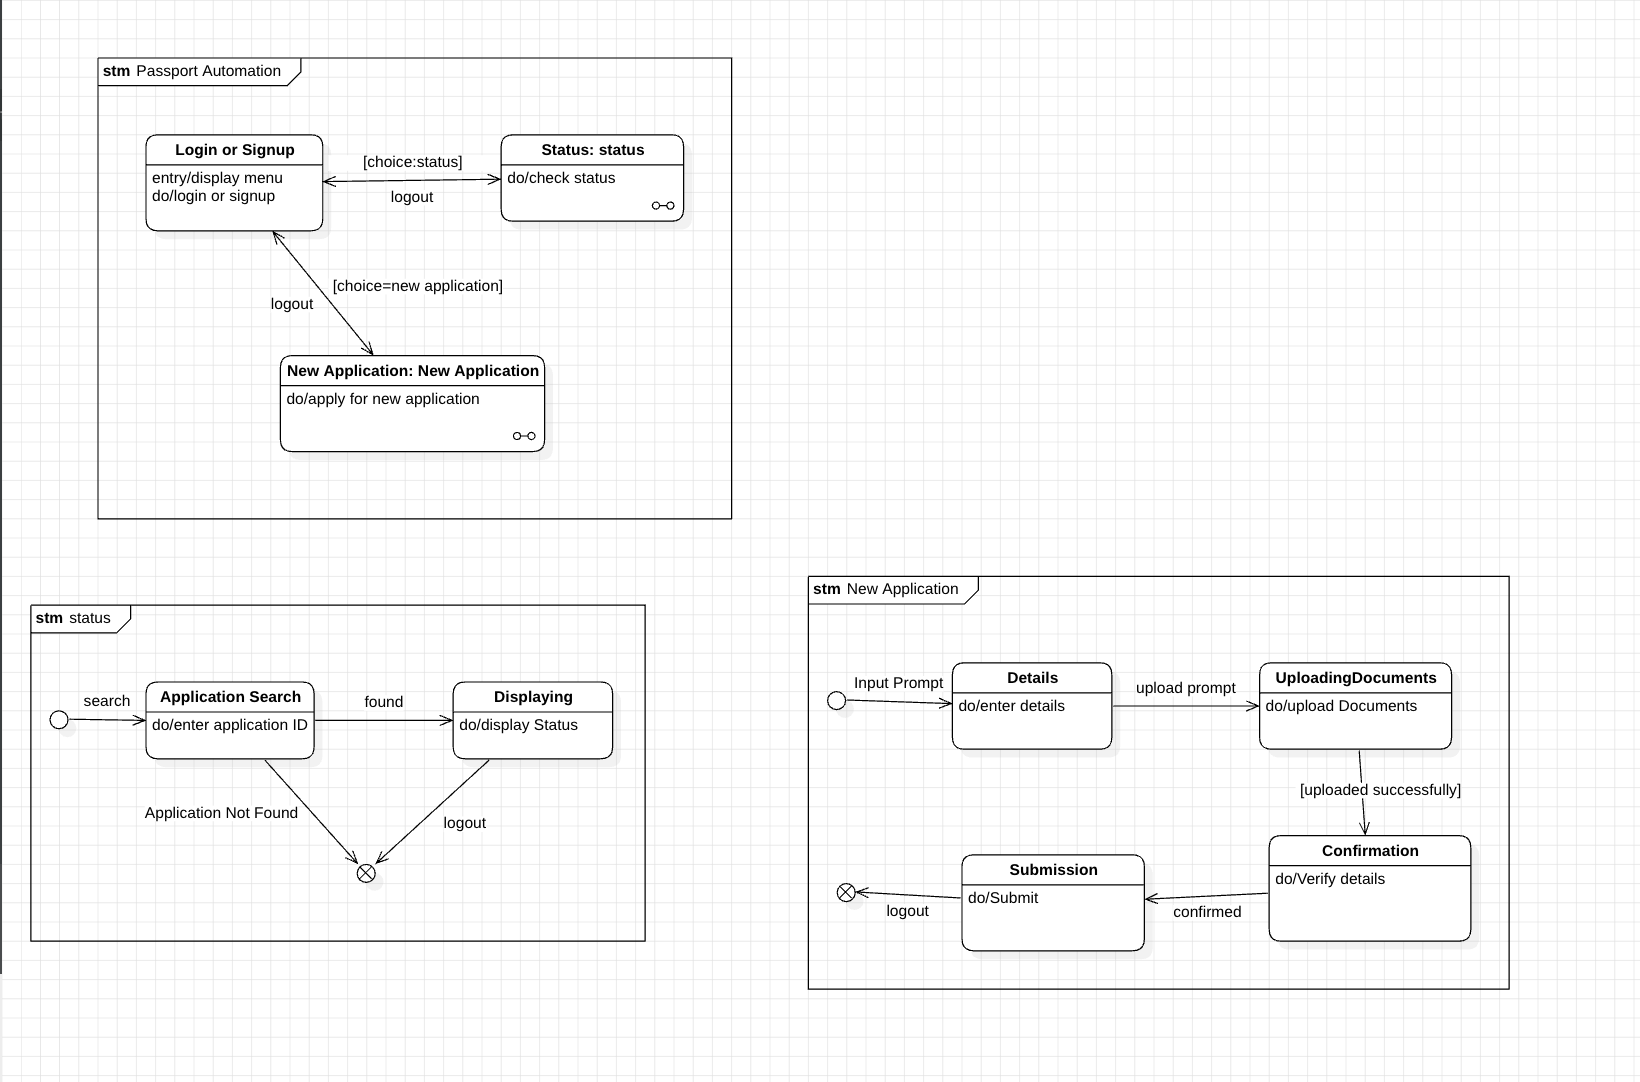 stm Passport Automation
Login or Signup
entry/display menu
do/login or signup
[choice:status]
logout
Status: status
do/check status
[choice=new application]
logout
New Application: New Application
do/apply for new application
stm status
search
Application Search
do/enter application ID
found
Displaying
do/display Status
Application Not Found
logout
stm New Application
Input Prompt
Details
do/enter details
upload prompt
UploadingDocuments
do/upload Documents
[uploaded successfully]
Confirmation
do/Verify details
confirmed
Submission
do/Submit
logout